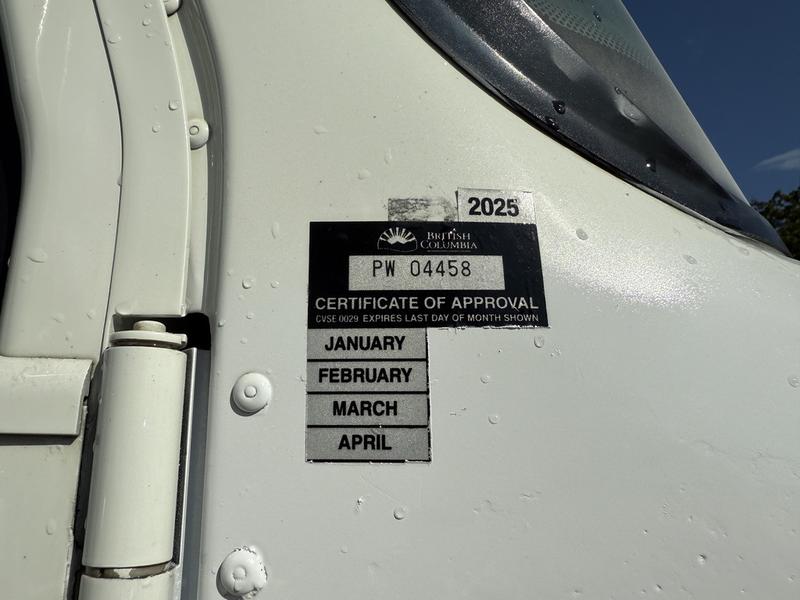 2025
BRITISH
COLUMBIA
PW 04458
CERTIFICATE OF APPROVAL
CVSE 0029 EXPIRES LAST DAY OF MONTH SHOWN
JANUARY
FEBRUARY
MARCH
APRIL